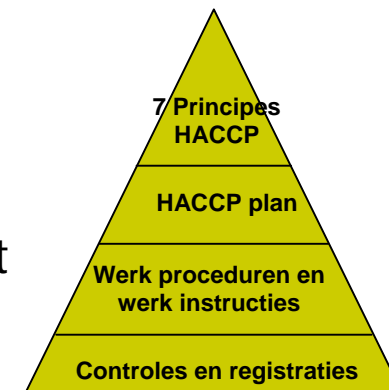 7 Principes
HACCP
HACCP plan
t
Werk proceduren en
werk instructies
Controles en registraties